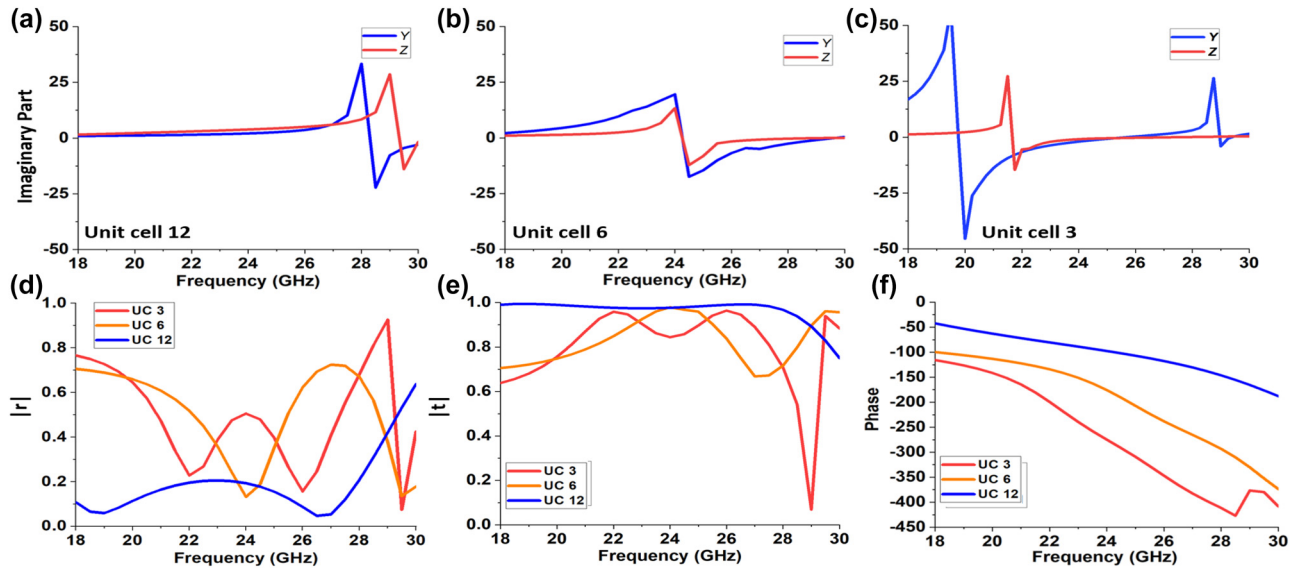 (a)
50
25
0
-25
-50
Imaginary Part
Y
Z
Unit cell 12
18 20 22 24 26 28 30
Frequency (GHz)
(b)
50
25
0
-25
-50
Y
Z
Unit cell 6
18 20 22 24 26 28 30
Frequency (GHz)
(c)
50
25
0
-25
-50
Y
Z
Unit cell 3
18 20 22 24 26 28 30
Frequency (GHz)
(d)
1.0
0.8
0.6
0.4
0.2
0.0
|r|
UC 3
UC 6
UC 12
18 20 22 24 26 28 30
Frequency (GHz)
(e)
1.0
0.8
0.6
0.4
0.2
0.0
|t|
UC 3
UC 6
UC 12
18 20 22 24 26 28 30
Frequency (GHz)
(f)
0
-50
-100
-150
-200
-250
-300
-350
-400
-450
Phase
UC 3
UC 6
UC 12
18 20 22 24 26 28 30
Frequency (GHz)